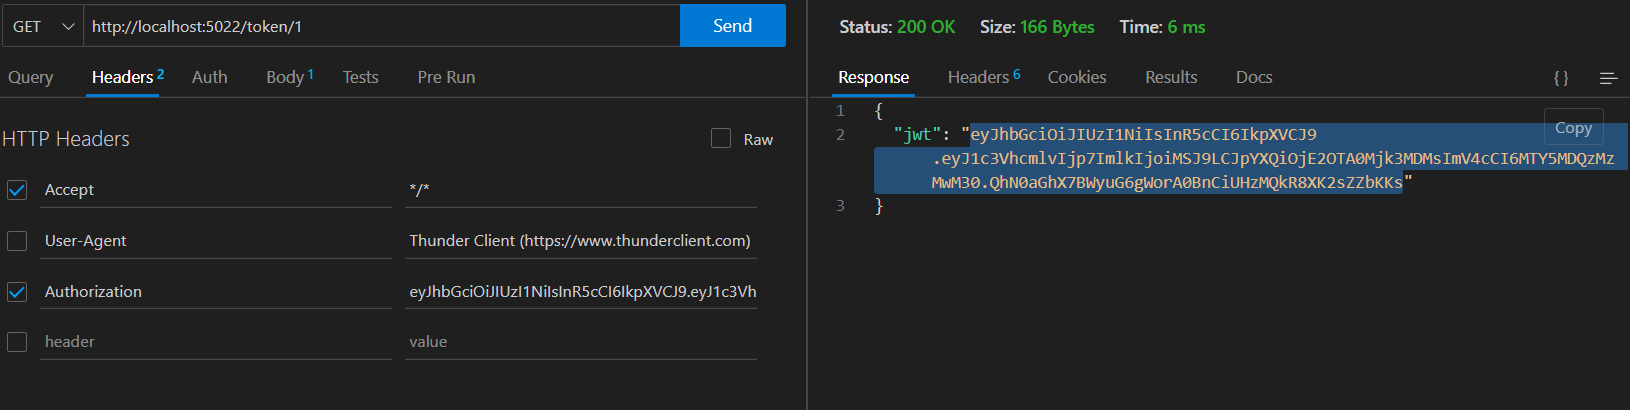 GET http://localhost:5022/token/1 Send
Query Headers 2 Auth Body 1 Tests Pre Run
HTTP Headers Raw
Accept */*
User-Agent Thunder Client (https://www.thunderclient.com)
Authorization eyJhbGciOiJIUzI1NiIsInR5cCI6IkpXVCJ9.eyJ1c3Vh
header value
Status: 200 OK Size: 166 Bytes Time: 6 ms
Response Headers 6 Cookies Results Docs {}
1 {
Copy
2 "jwt": "eyJhbGciOiJIUzI1NiIsInR5cCI6IkpXVCJ9
.eyJ1c3VhcmlvIjp7ImlkIjoiMSJ9LCJpYXQiOjE2OTA0Mjk3MDMsImV4cCI6MTY5MDQzMz
MwM30.QhN0aGhX7BWyuG6gWorA0BnCiUHzMQkR8XK2sZZbKKs"
3 }